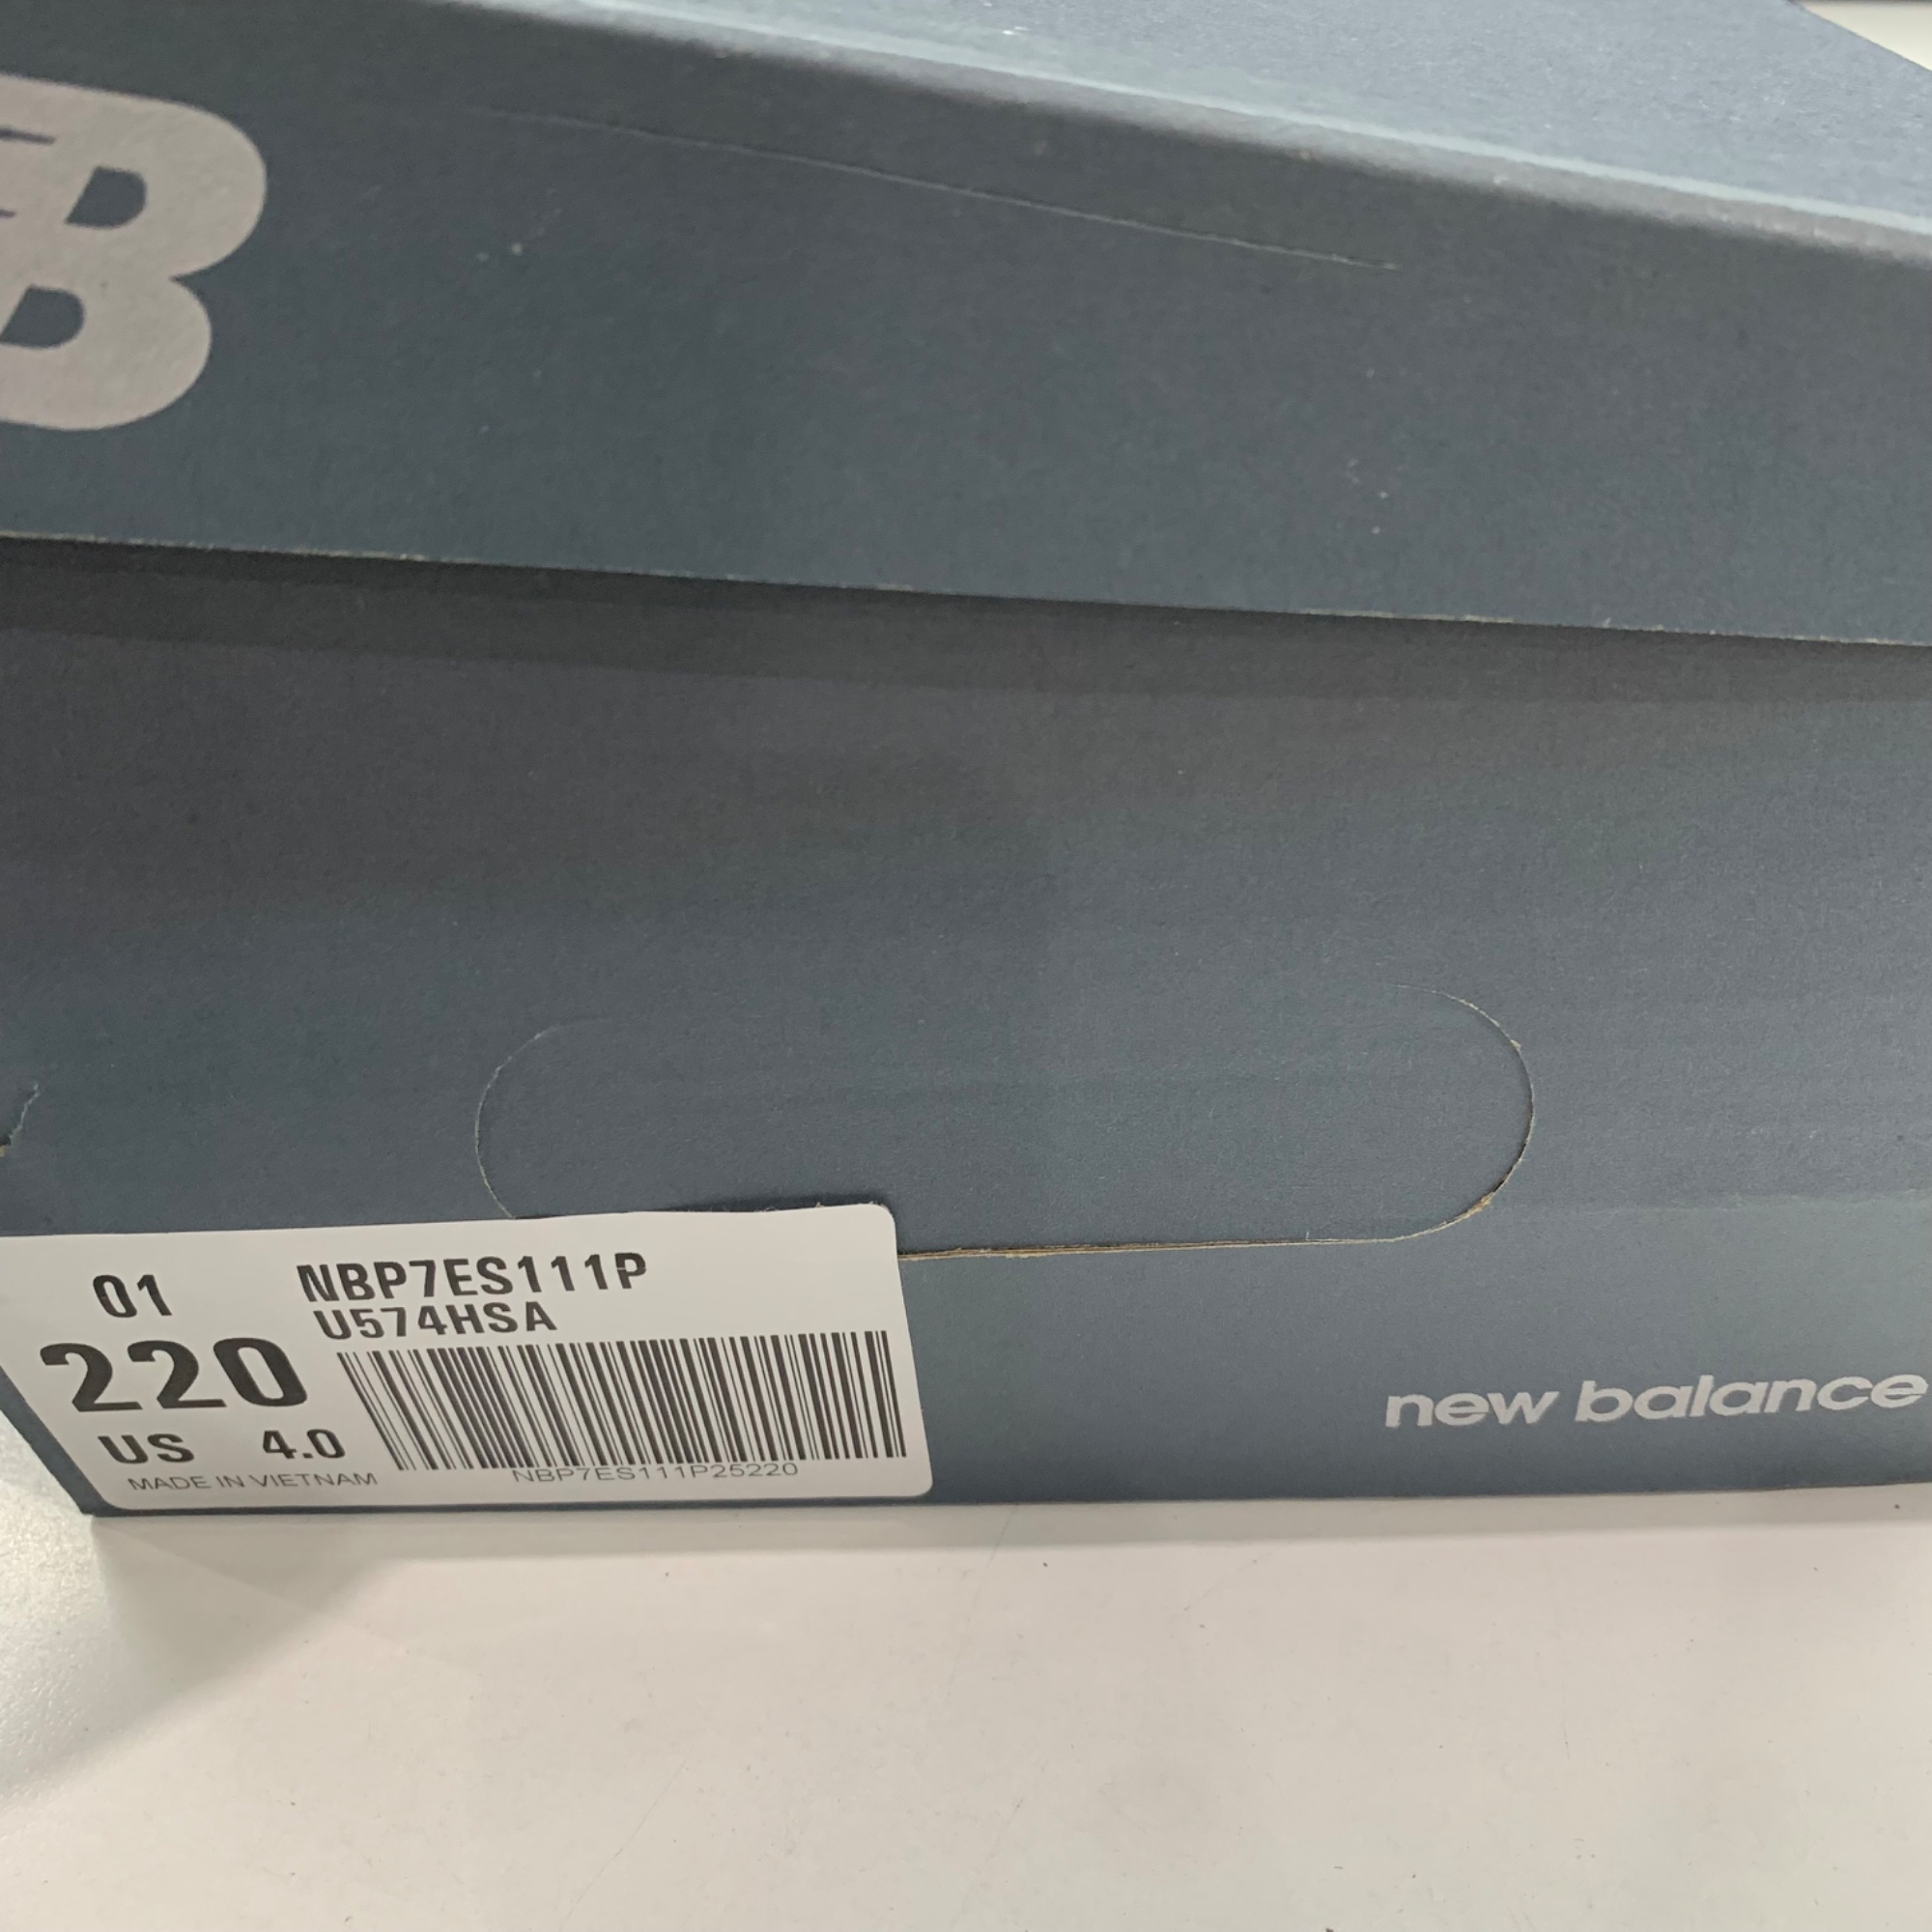 B
01 NBP7ES111P
U574HSA
220
US 4.0
MADE IN VIETNAM
NBP7ES111P25220
new balance